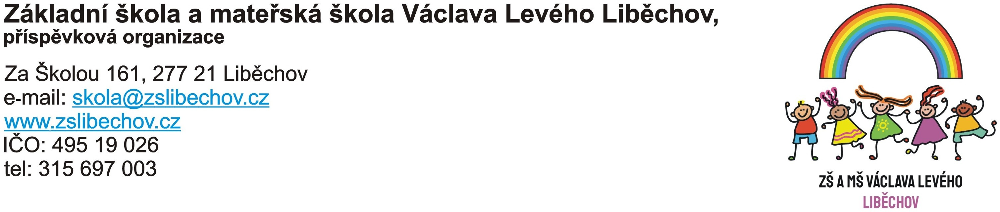 Základní škola a mateřská škola Václava Levého Liběchov,
příspěvková organizace
Za Školou 161, 277 21 Liběchov
e-mail: skola@zslibechov.cz
www.zslibechov.cz
IČO: 495 19 026
tel: 315 697 003
ZŠ A MŠ VÁCLAVA LEVÉHO
LIBĚCHOV